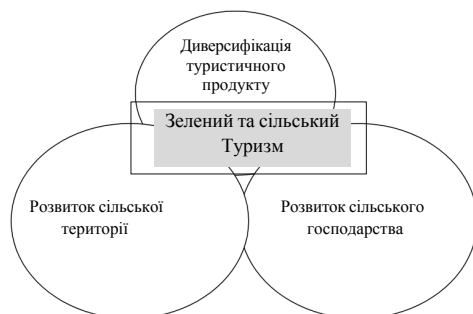 Диверсифікація
туристичного
продукту
Зелений та сільський
Туризм
Розвиток сільської
території
Розвиток сільського
господарства